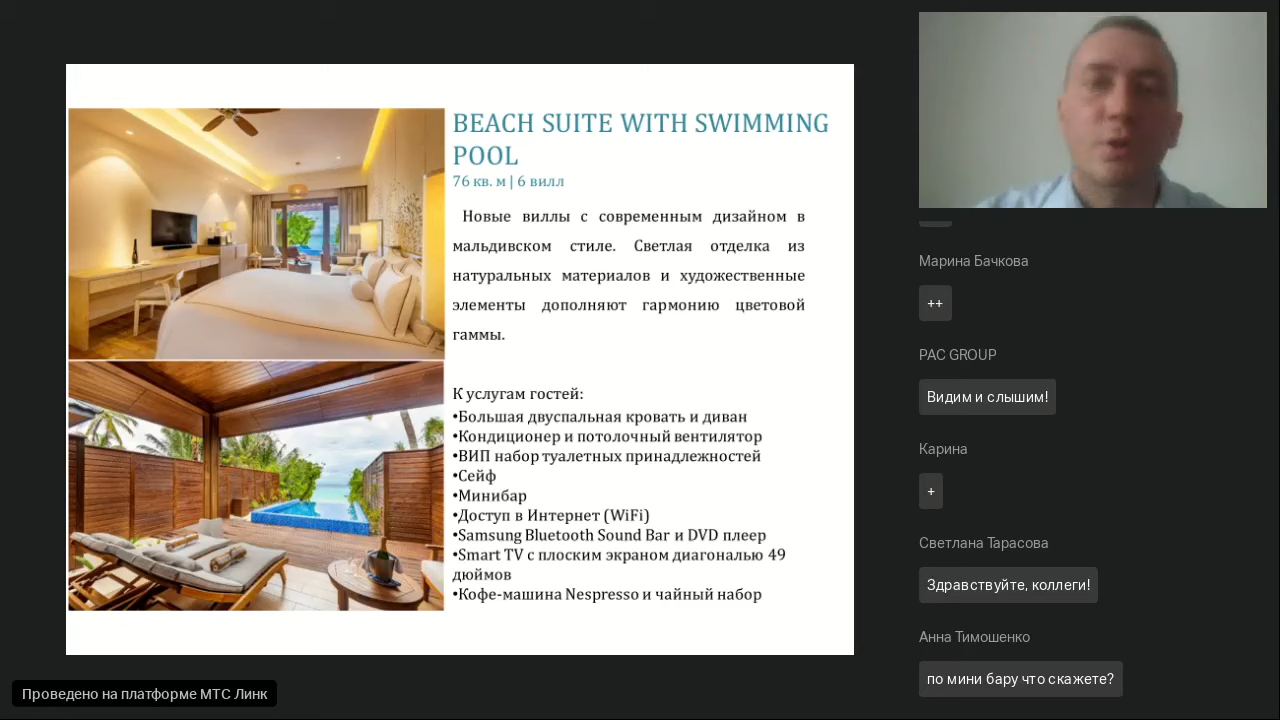 BEACH SUITE WITH SWIMMING
POOL
76 кв. м | 6 вилл
Новые виллы с современным дизайном в
мальдивском стиле. Светлая отделка из
натуральных материалов и художественные
элементы дополняют гармонию цветовой
гаммы.
К услугам гостей:
•Большая двуспальная кровать и диван
•Кондиционер и потолочный вентилятор
•ВИП набор туалетных принадлежностей
•Сейф
•Минибар
•Доступ в Интернет (WiFi)
•Samsung Bluetooth Sound Bar и DVD плеер
•Smart TV с плоским экраном диагональю 49
дюймов
•Кофе-машина Nespresso и чайный набор
Проведено на платформе МТС Линк
Марина Бачкова
++
PAC GROUP
Видим и слышим!
Карина
+
Светлана Тарасова
Здравствуйте, коллеги!
Анна Тимошенко
по мини бару что скажете?